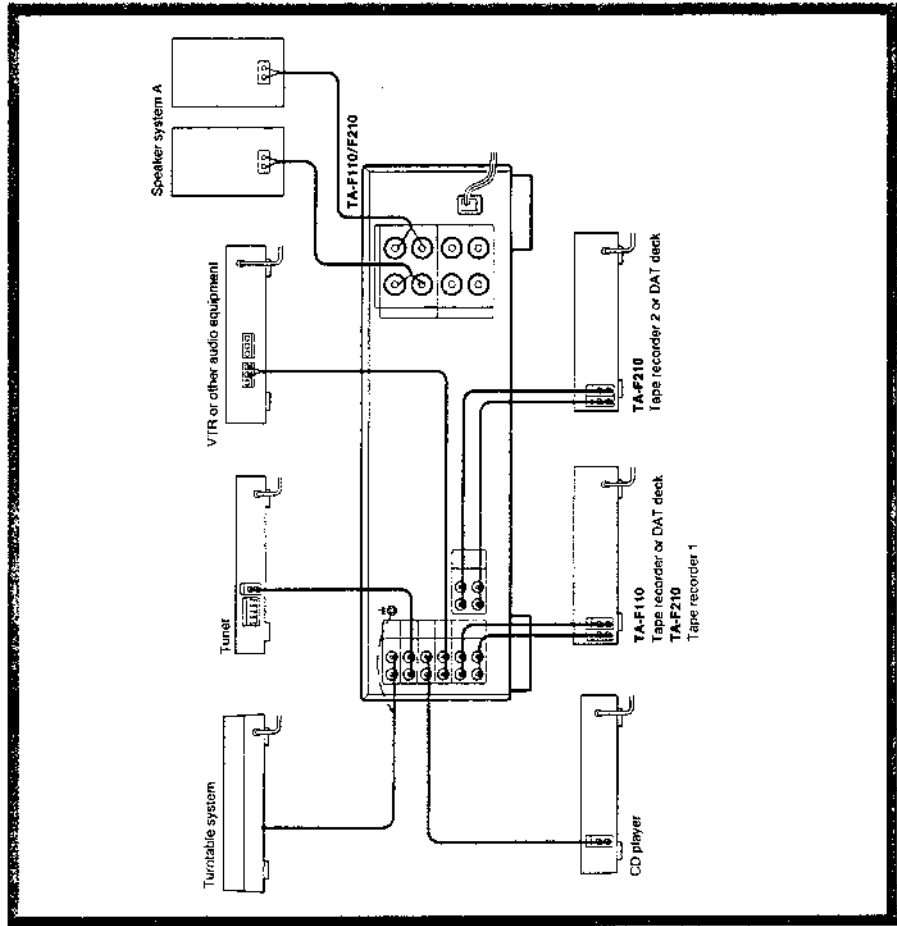 Turntable system
Tuner
VTR or other audio equipment
Speaker system A
TA-F110/F210
CD player
TA-F110
Tape recorder or DAT deck
TA-F210
Tape recorder 1
TA-F210
Tape recorder 2 or DAT deck